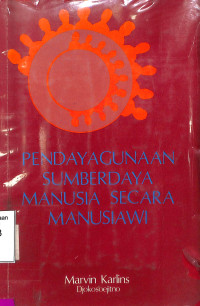 PENDAYAGUNAAN
SUMBERDAYA
MANUSIA SECARA
MANUSIAWI
Marvin Karlins
Djokosoejitno